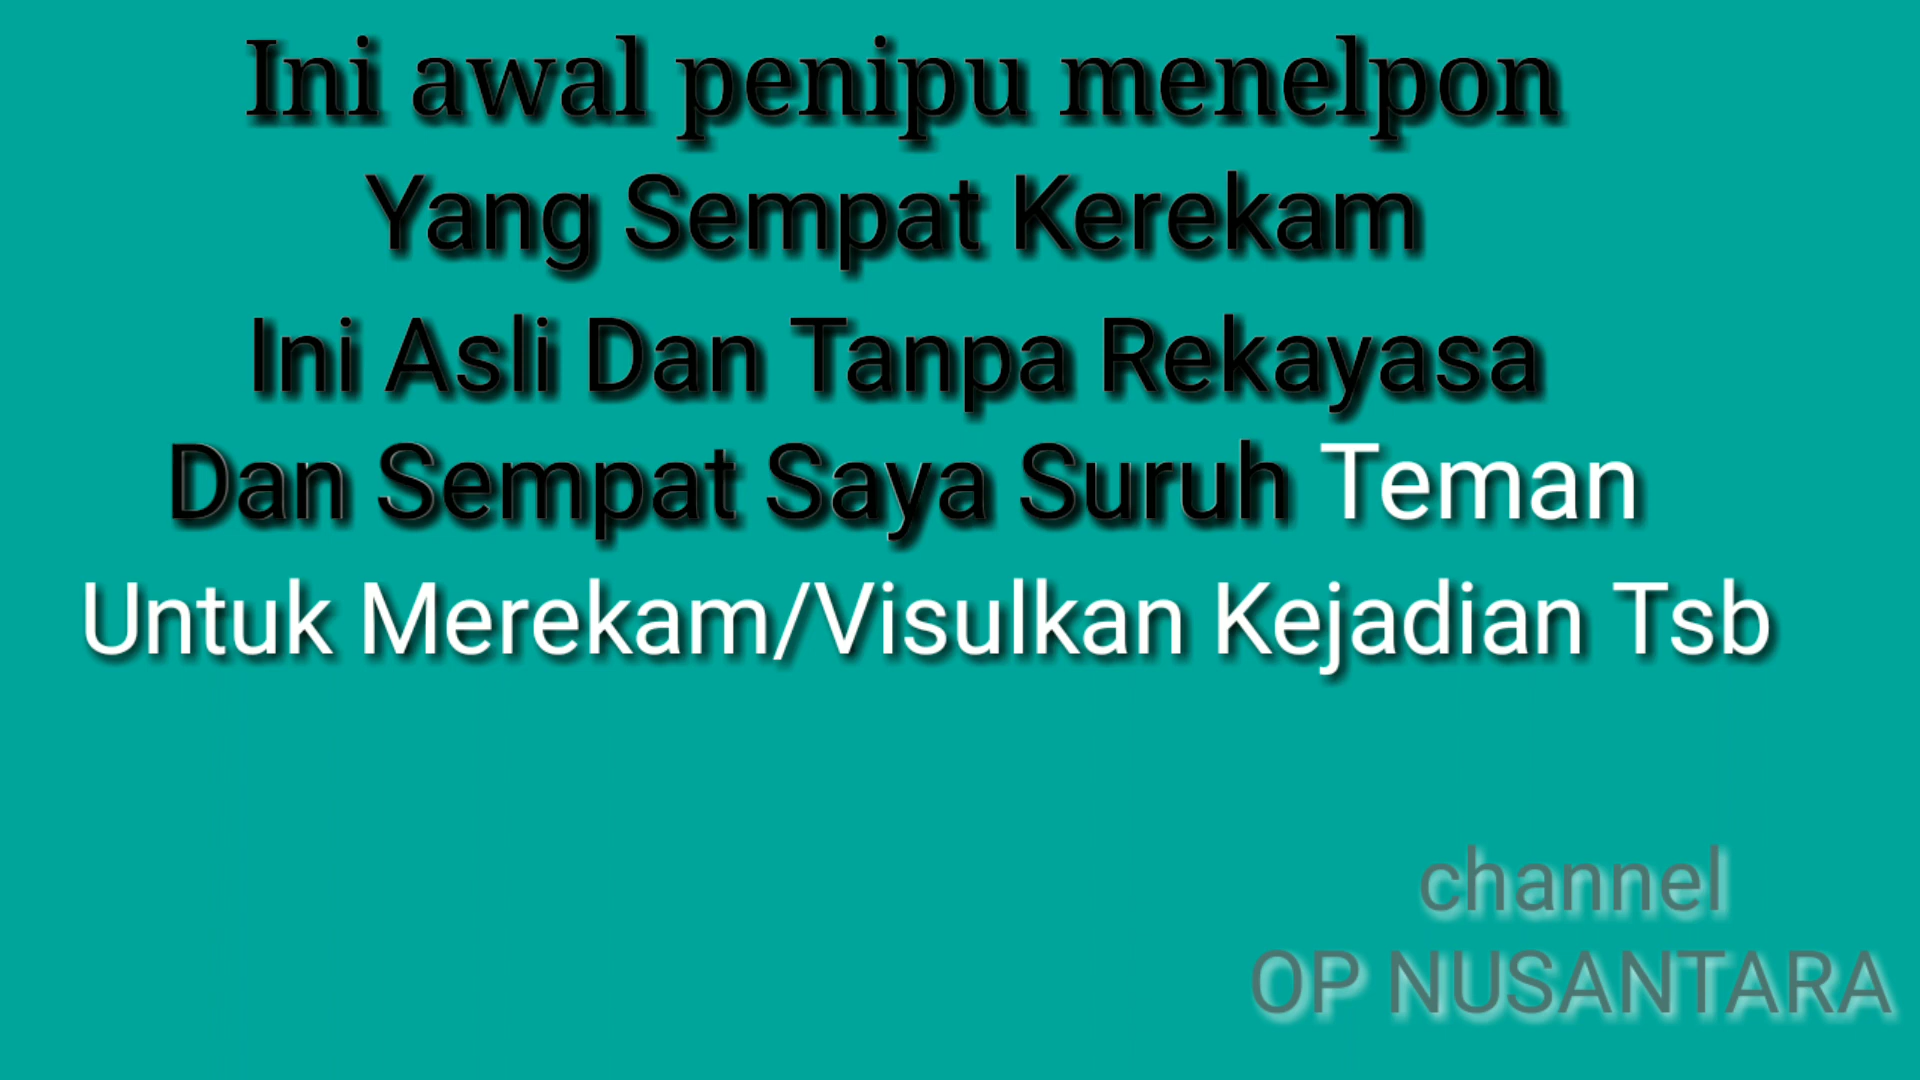 Ini awal penipu menelpon
Yang Sempat Kerekam
Ini Asli Dan Tanpa Rekayasa
Dan Sempat Saya Suruh Teman
Untuk Merekam/Visulkan Kejadian Tsb
channel
OP NUSANTARA